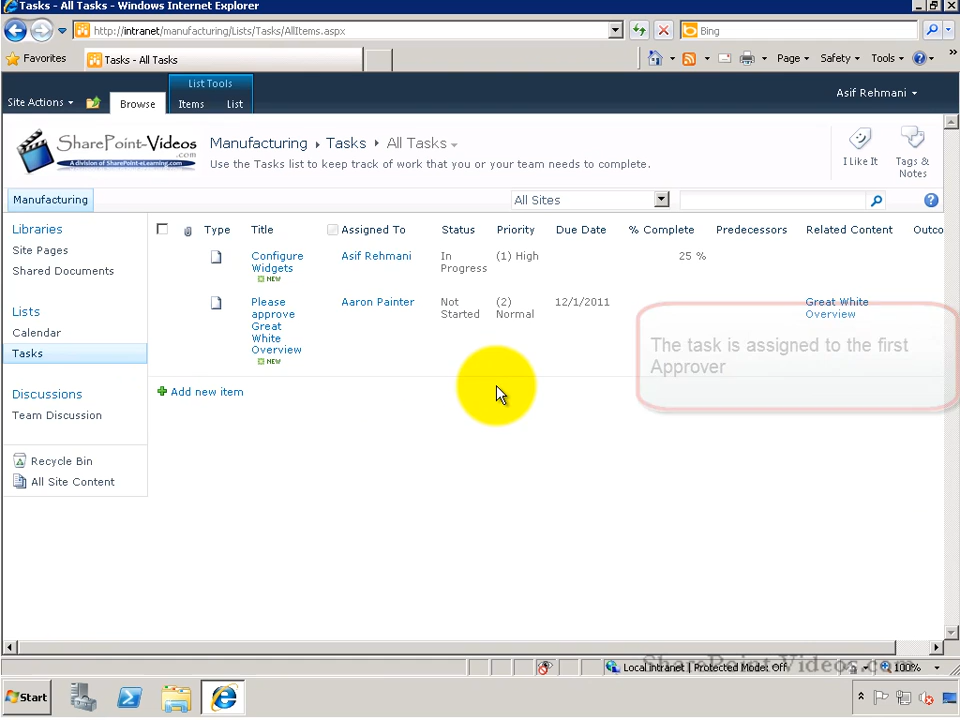 Tasks - All Tasks - Windows Internet Explorer
http://intranet/manufacturing/Lists/Tasks/AllItems.aspx
Bing
Favorites
Tasks - All Tasks
Page
Safety
Tools
»
Site Actions
Browse
List Tools
Items
List
Asif Rehmani
SharePoint-Videos
.com
A division of SharePoint-eLearning.com
Manufacturing
Tasks
All Tasks
Use the Tasks list to keep track of work that you or your team needs to complete.
I Like It
Tags &
Notes
Manufacturing
All Sites
Libraries
Site Pages
Shared Documents
Lists
Calendar
Tasks
Discussions
Team Discussion
Recycle Bin
All Site Content
Type Title Assigned To Status Priority Due Date % Complete Predecessors Related Content Outco
Configure
Widgets
NEW
Asif Rehmani
In
Progress
(1) High
25 %
Please
approve
Great
White
Overview
NEW
Aaron Painter
Not
Started
(2)
Normal
12/1/2011
Great White
Overview
Add new item
The task is assigned to the first
Approver
Local intranet | Protected Mode: Off
100%
SharePoint-Videos.com
Start